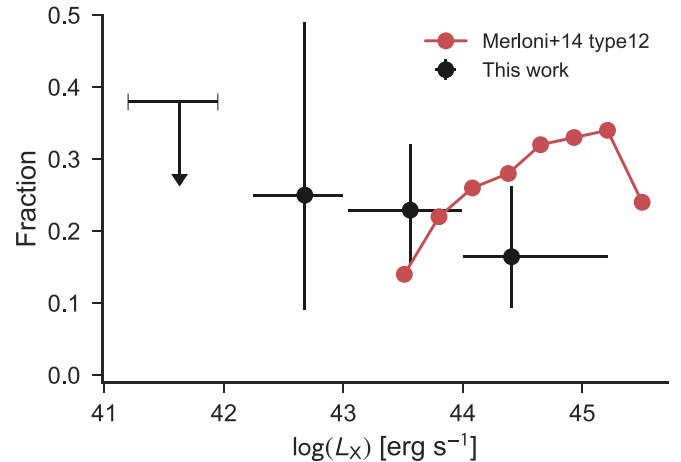 0.5
0.4
0.3
0.2
0.1
0.0
Fraction
Merloni+14 type12
This work
41 42 43 44 45
log(L_X) [erg s⁻¹]